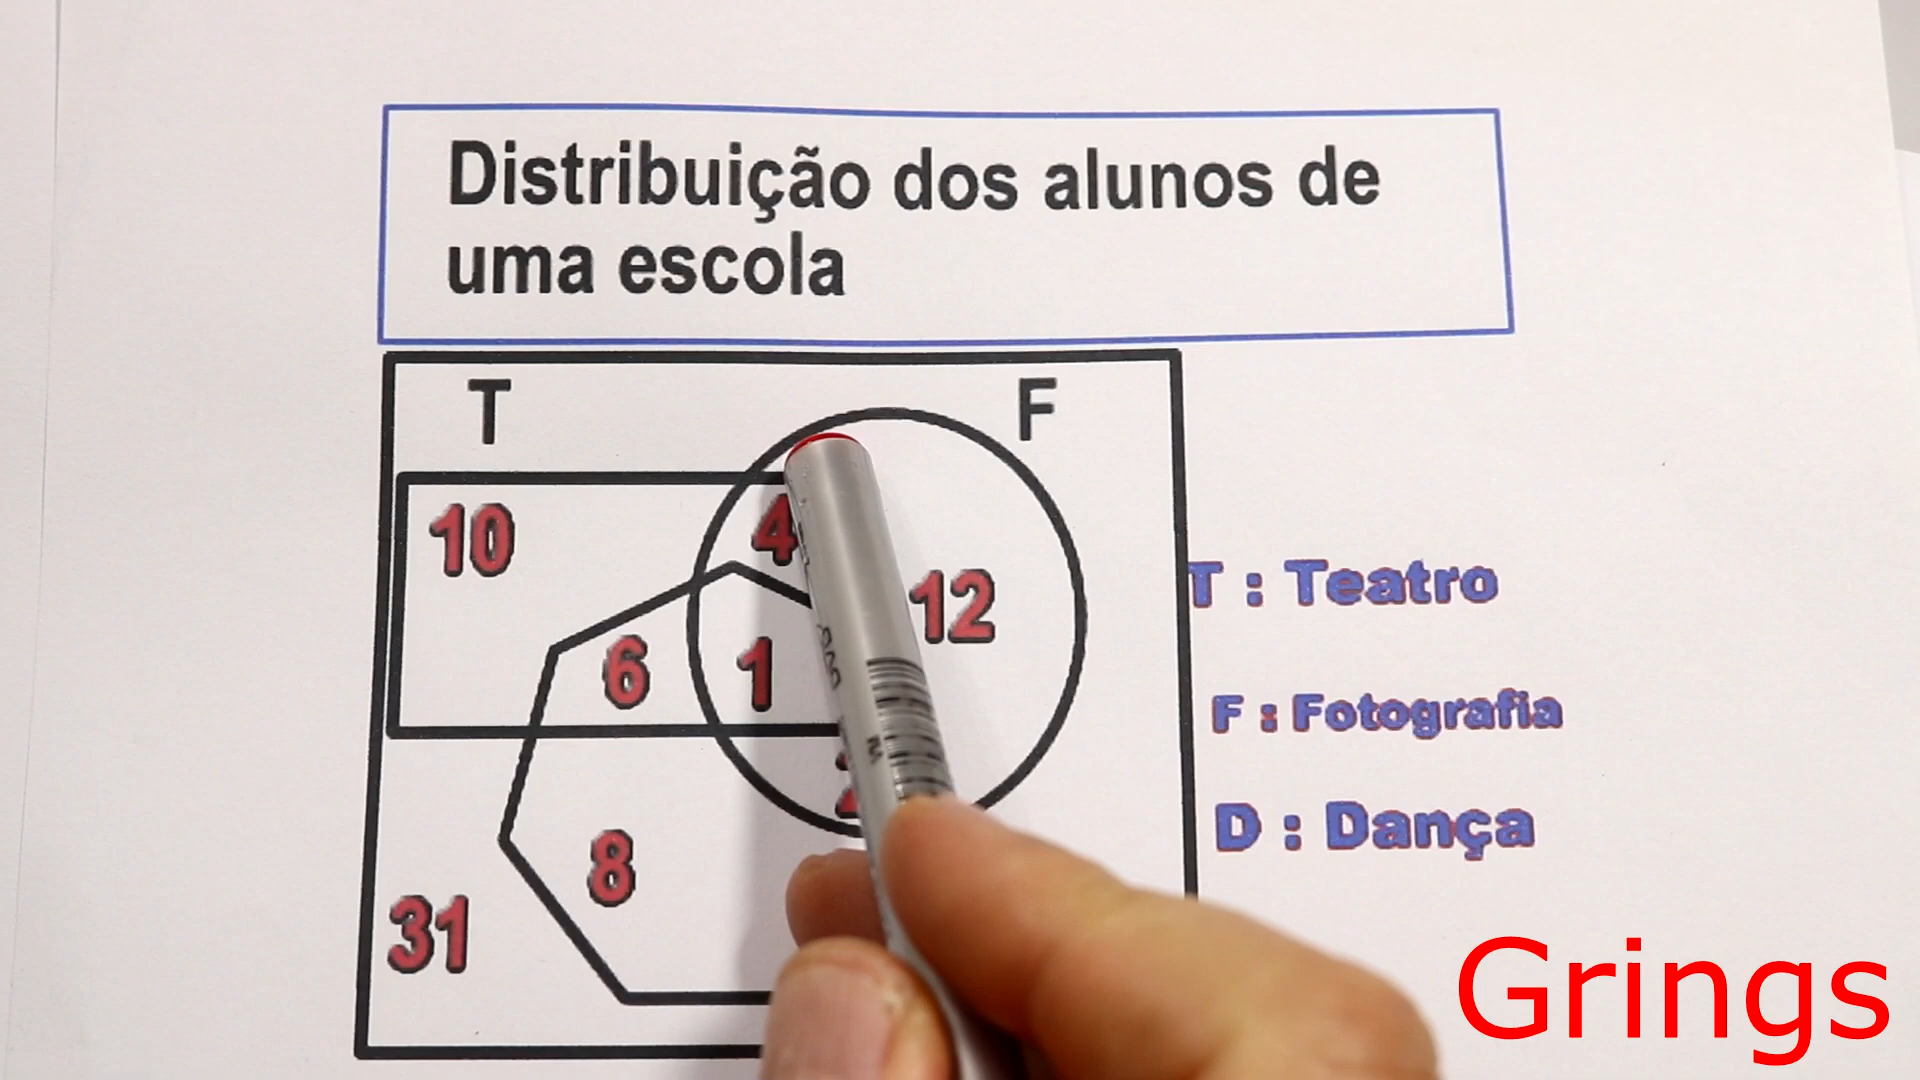 Distribuição dos alunos de
uma escola
T F
10 4 12
6 1
8
31
T : Teatro
F : Fotografia
D : Dança
Grings